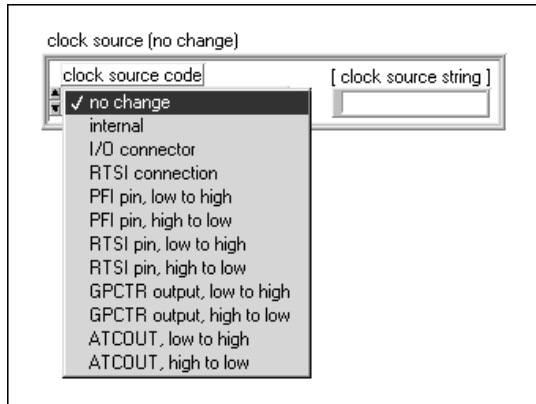 clock source (no change)
clock source code
[ clock source string ]
✓ no change
internal
I/O connector
RTSI connection
PFI pin, low to high
PFI pin, high to low
RTSI pin, low to high
RTSI pin, high to low
GPCTR output, low to high
GPCTR output, high to low
ATCOUT, low to high
ATCOUT, high to low